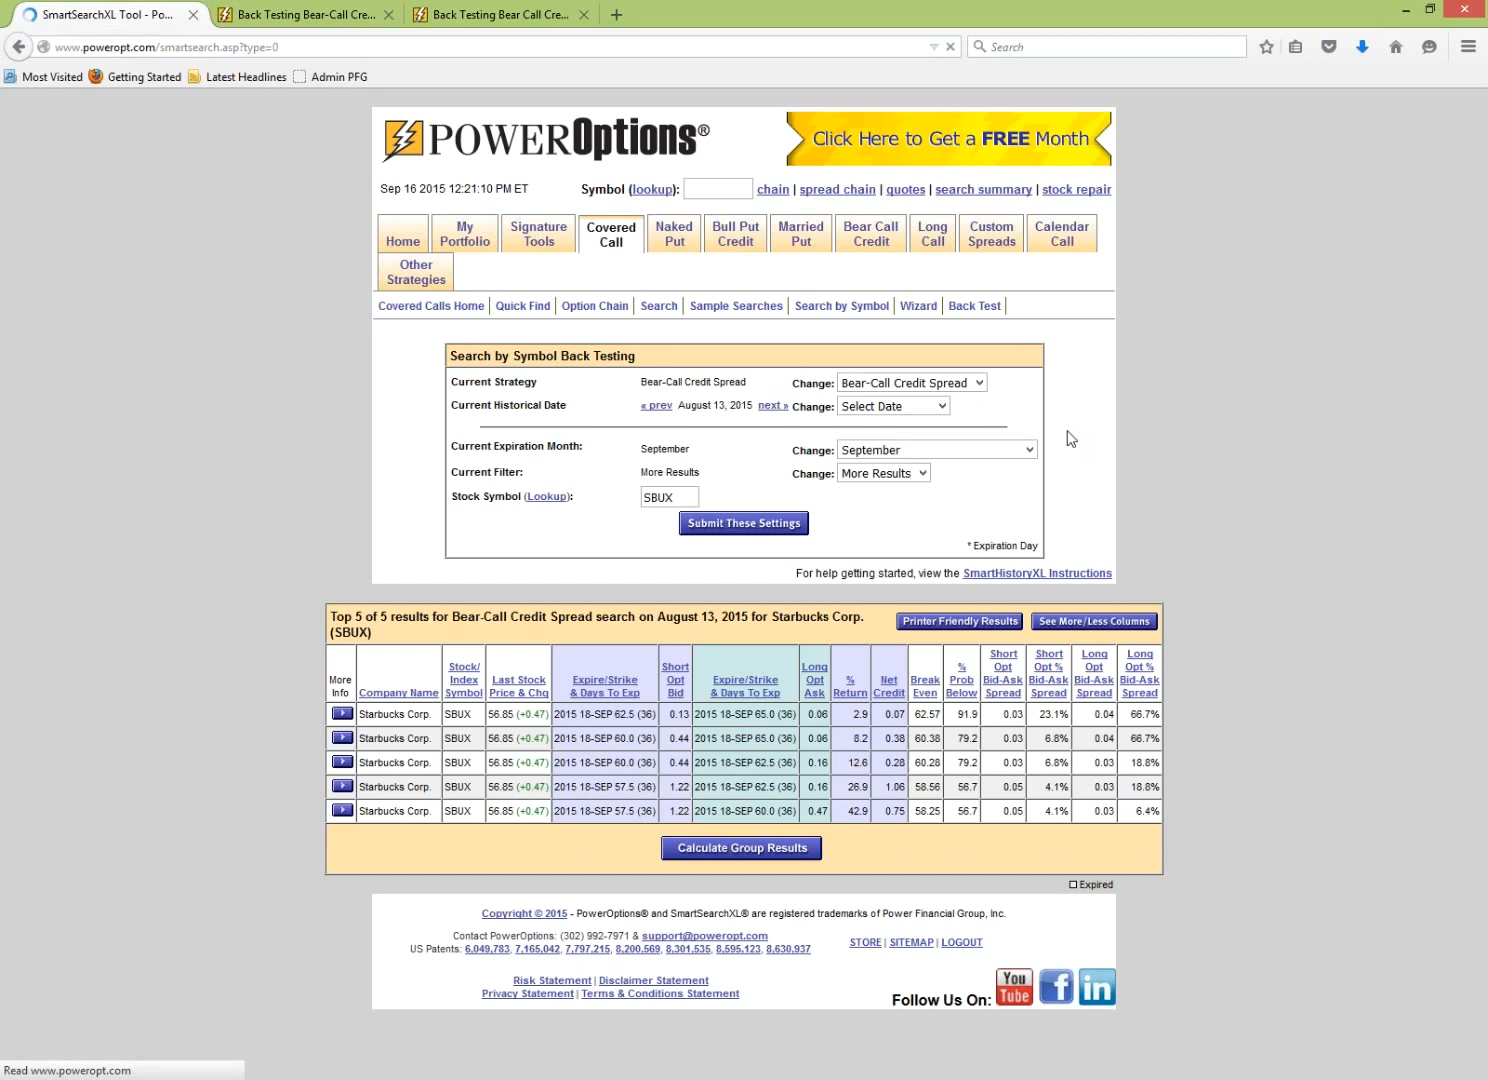 SmartSearchXL Tool - Po...
Back Testing Bear-Call Cre...
Back Testing Bear Call Cre...
www.poweropt.com/smartsearch.asp?type=0
Search
Most Visited
Getting Started
Latest Headlines
Admin PFG
POWEROptions®
Click Here to Get a FREE Month
Sep 16 2015 12:21:10 PM ET
Symbol (lookup):
chain | spread chain | quotes | search summary | stock repair
Home
My Portfolio
Signature Tools
Covered Call
Naked Put
Bull Put Credit
Married Put
Bear Call Credit
Long Call
Custom Spreads
Calendar Call
Other Strategies
Covered Calls Home | Quick Find | Option Chain | Search | Sample Searches | Search by Symbol | Wizard | Back Test |
Search by Symbol Back Testing
Current Strategy Bear-Call Credit Spread Change: Bear-Call Credit Spread
Current Historical Date « prev August 13, 2015 next » Change: Select Date
Current Expiration Month: September Change: September
Current Filter: More Results Change: More Results
Stock Symbol (Lookup): SBUX
Submit These Settings
* Expiration Day
For help getting started, view the SmartHistoryXL Instructions
Top 5 of 5 results for Bear-Call Credit Spread search on August 13, 2015 for Starbucks Corp. (SBUX)
Printer Friendly Results
See More/Less Columns
More Info
Company Name
Stock/Index Symbol
Last Stock Price & Chg
Expire/Strike & Days To Exp
Short Opt Bid
Expire/Strike & Days To Exp
Long Opt Ask
% Return
Net Credit
Break Even
% Prob Below
Short Opt Bid-Ask Spread
Short Opt % Bid-Ask Spread
Long Opt Bid-Ask Spread
Long Opt % Bid-Ask Spread
Starbucks Corp. SBUX 56.85 (+0.47) 2015 18-SEP 62.5 (36) 0.13 2015 18-SEP 65.0 (36) 0.06 2.9 0.07 62.57 91.9 0.03 23.1% 0.04 66.7%
Starbucks Corp. SBUX 56.85 (+0.47) 2015 18-SEP 60.0 (36) 0.44 2015 18-SEP 65.0 (36) 0.06 8.2 0.38 60.38 79.2 0.03 6.8% 0.04 66.7%
Starbucks Corp. SBUX 56.85 (+0.47) 2015 18-SEP 60.0 (36) 0.44 2015 18-SEP 62.5 (36) 0.16 12.6 0.28 60.28 79.2 0.03 6.8% 0.03 18.8%
Starbucks Corp. SBUX 56.85 (+0.47) 2015 18-SEP 57.5 (36) 1.22 2015 18-SEP 62.5 (36) 0.16 26.9 1.06 58.56 56.7 0.05 4.1% 0.03 18.8%
Starbucks Corp. SBUX 56.85 (+0.47) 2015 18-SEP 57.5 (36) 1.22 2015 18-SEP 60.0 (36) 0.47 42.9 0.75 58.25 56.7 0.05 4.1% 0.03 6.4%
Calculate Group Results
Expired
Copyright © 2015 - PowerOptions® and SmartSearchXL® are registered trademarks of Power Financial Group, Inc.
Contact PowerOptions: (302) 992-7971 & support@poweropt.com
US Patents: 6,049,783, 7,165,042, 7,797,215, 8,200,569, 8,301,535, 8,595,123, 8,630,937
STORE | SITEMAP | LOGOUT
Risk Statement | Disclaimer Statement
Privacy Statement | Terms & Conditions Statement
Follow Us On:
You Tube
f
in
Read www.poweropt.com